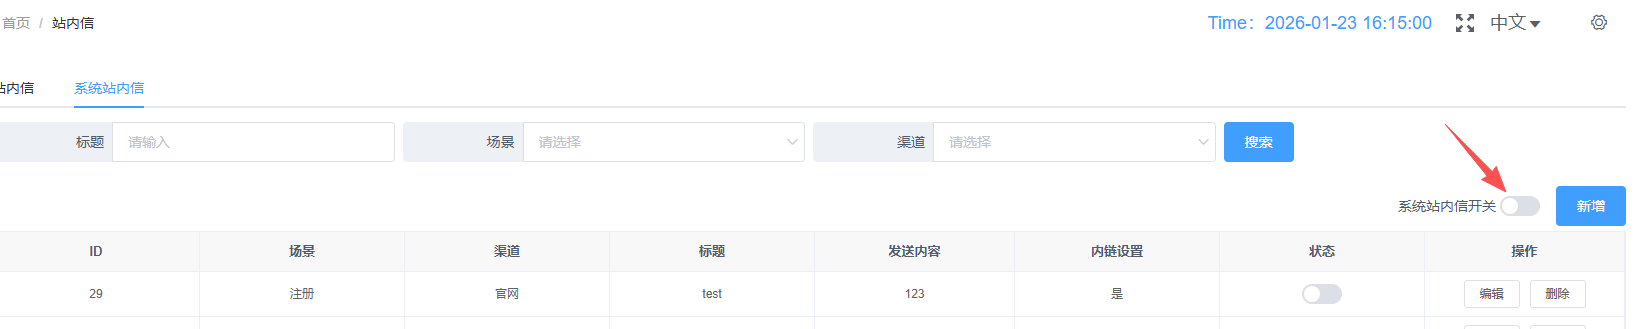 首页 / 站内信
Time：2026-01-23 16:15:00 中文
站内信 系统站内信
标题 请输入 场景 请选择 渠道 请选择 搜索
系统站内信开关 新增
ID 场景 渠道 标题 发送内容 内链设置 状态 操作
29 注册 官网 test 123 是 编辑 删除